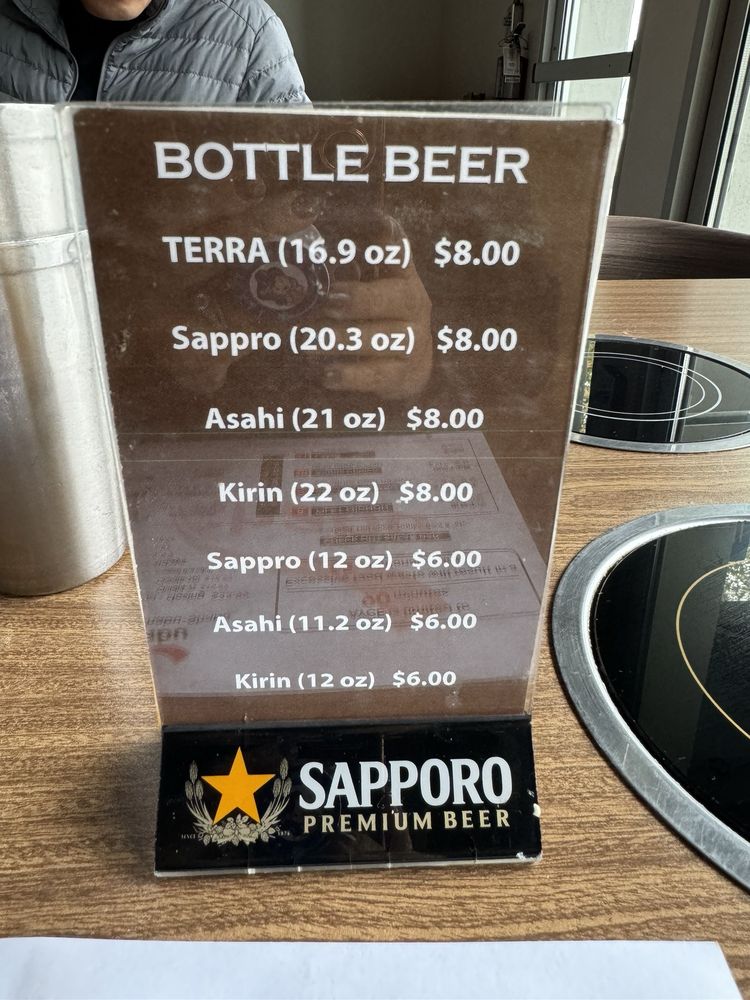 BOTTLE BEER
TERRA (16.9 oz) $8.00
Sappro (20.3 oz) $8.00
Asahi (21 oz) $8.00
Kirin (22 oz) $8.00
Sappro (12 oz) $6.00
Asahi (11.2 oz) $6.00
Kirin (12 oz) $6.00
SAPPORO
PREMIUM BEER